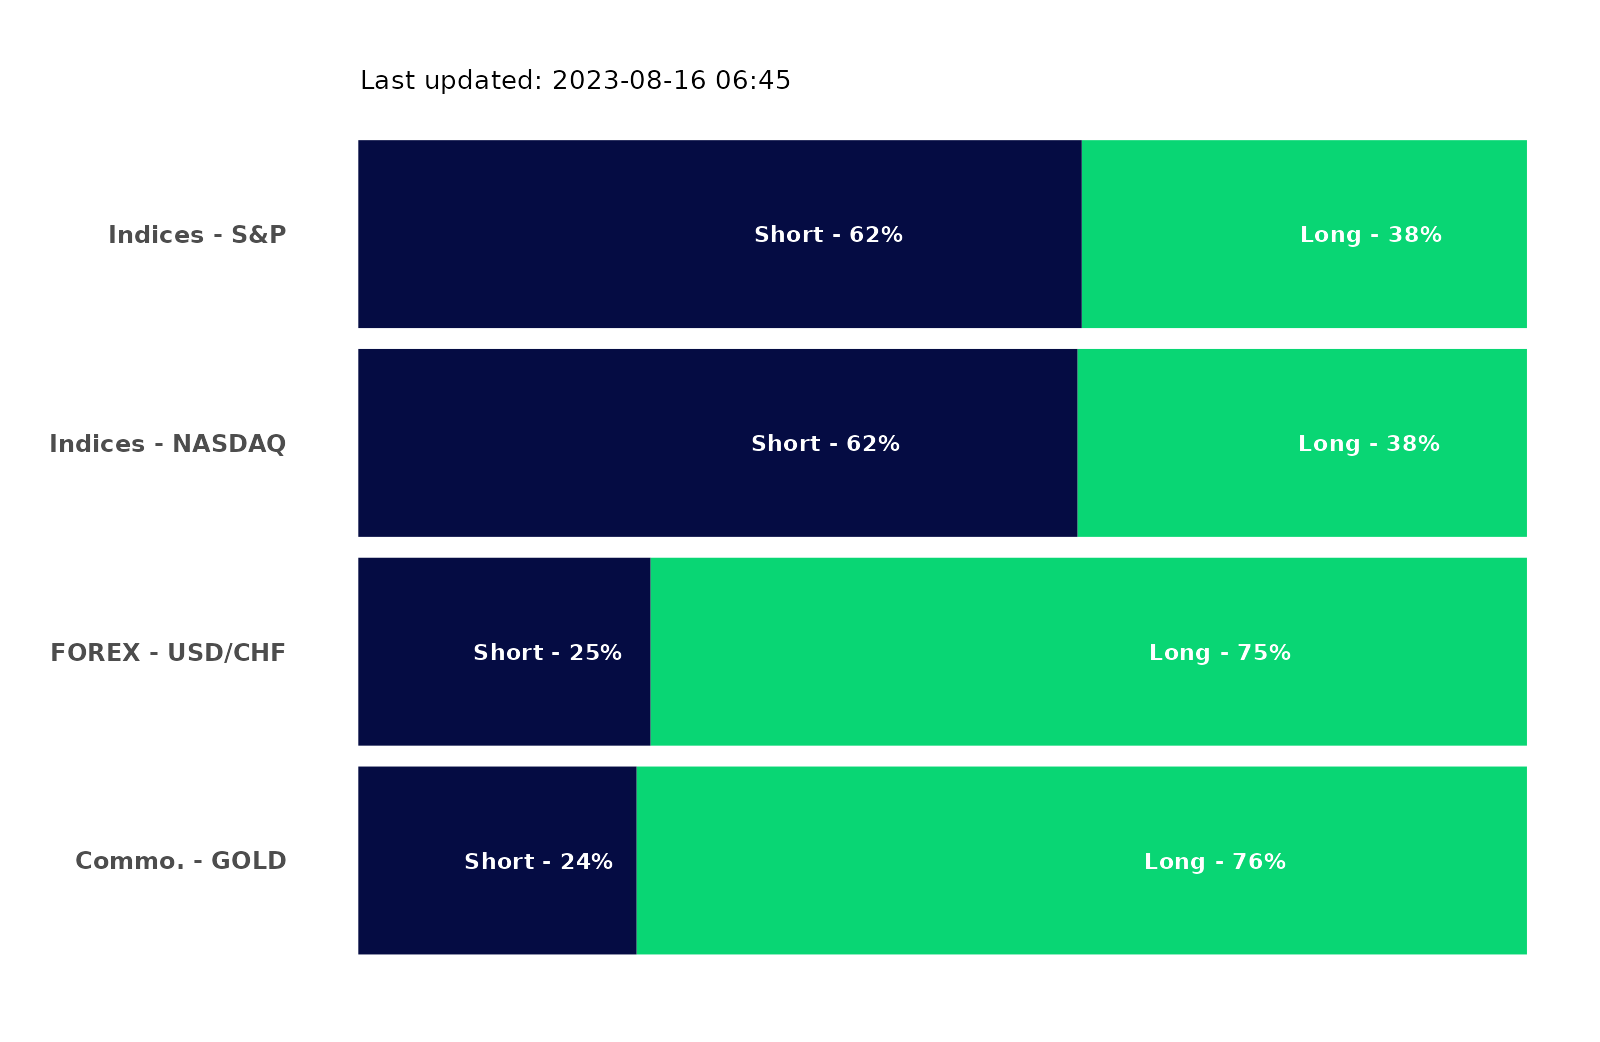 Last updated: 2023-08-16 06:45
Indices - S&P Short - 62% Long - 38%
Indices - NASDAQ Short - 62% Long - 38%
FOREX - USD/CHF Short - 25% Long - 75%
Commo. - GOLD Short - 24% Long - 76%